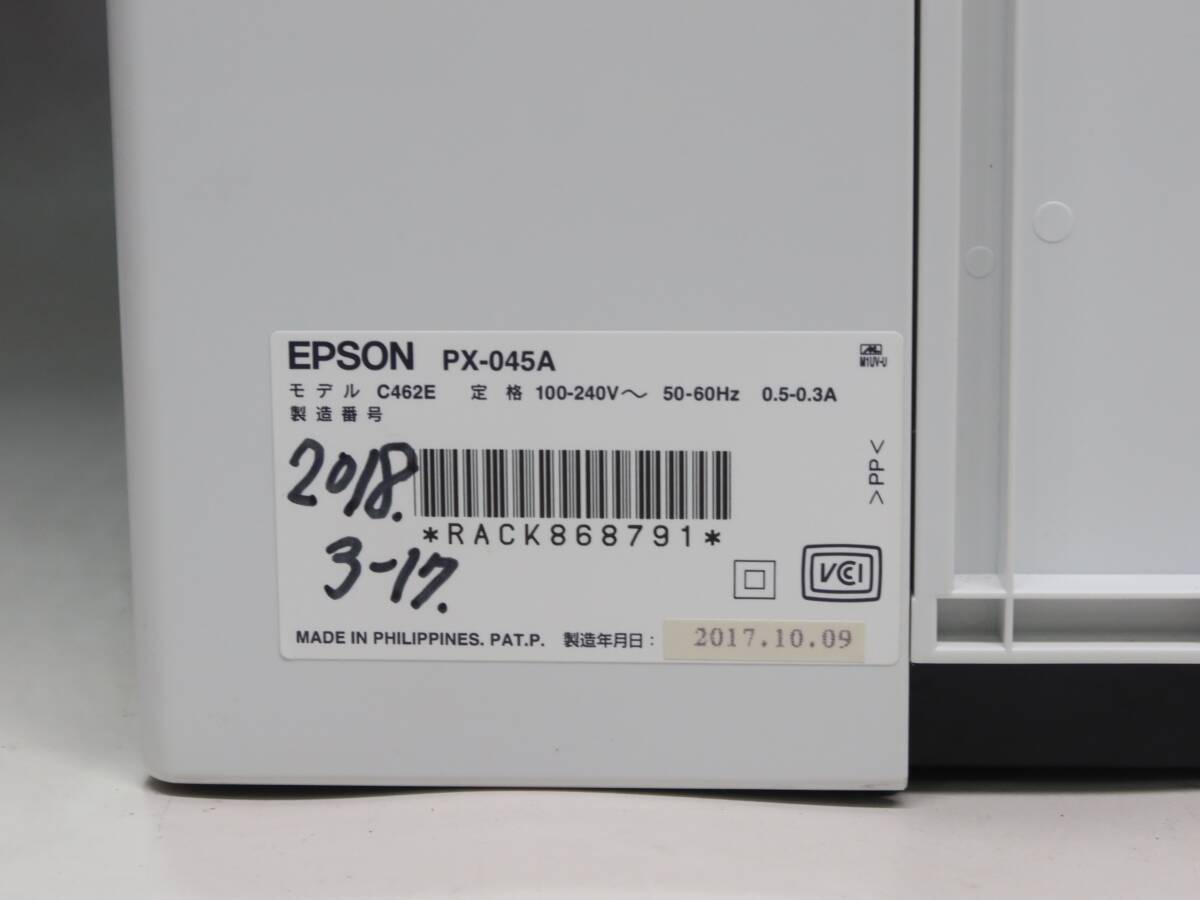 EPSON PX-045A
M1UV-U
モデル C462E 定格 100-240V～ 50-60Hz 0.5-0.3A
製造番号
2018.
3-17.
*RACK868791*
>PP<
VCCI
MADE IN PHILIPPINES. PAT.P. 製造年月日: 2017.10.09